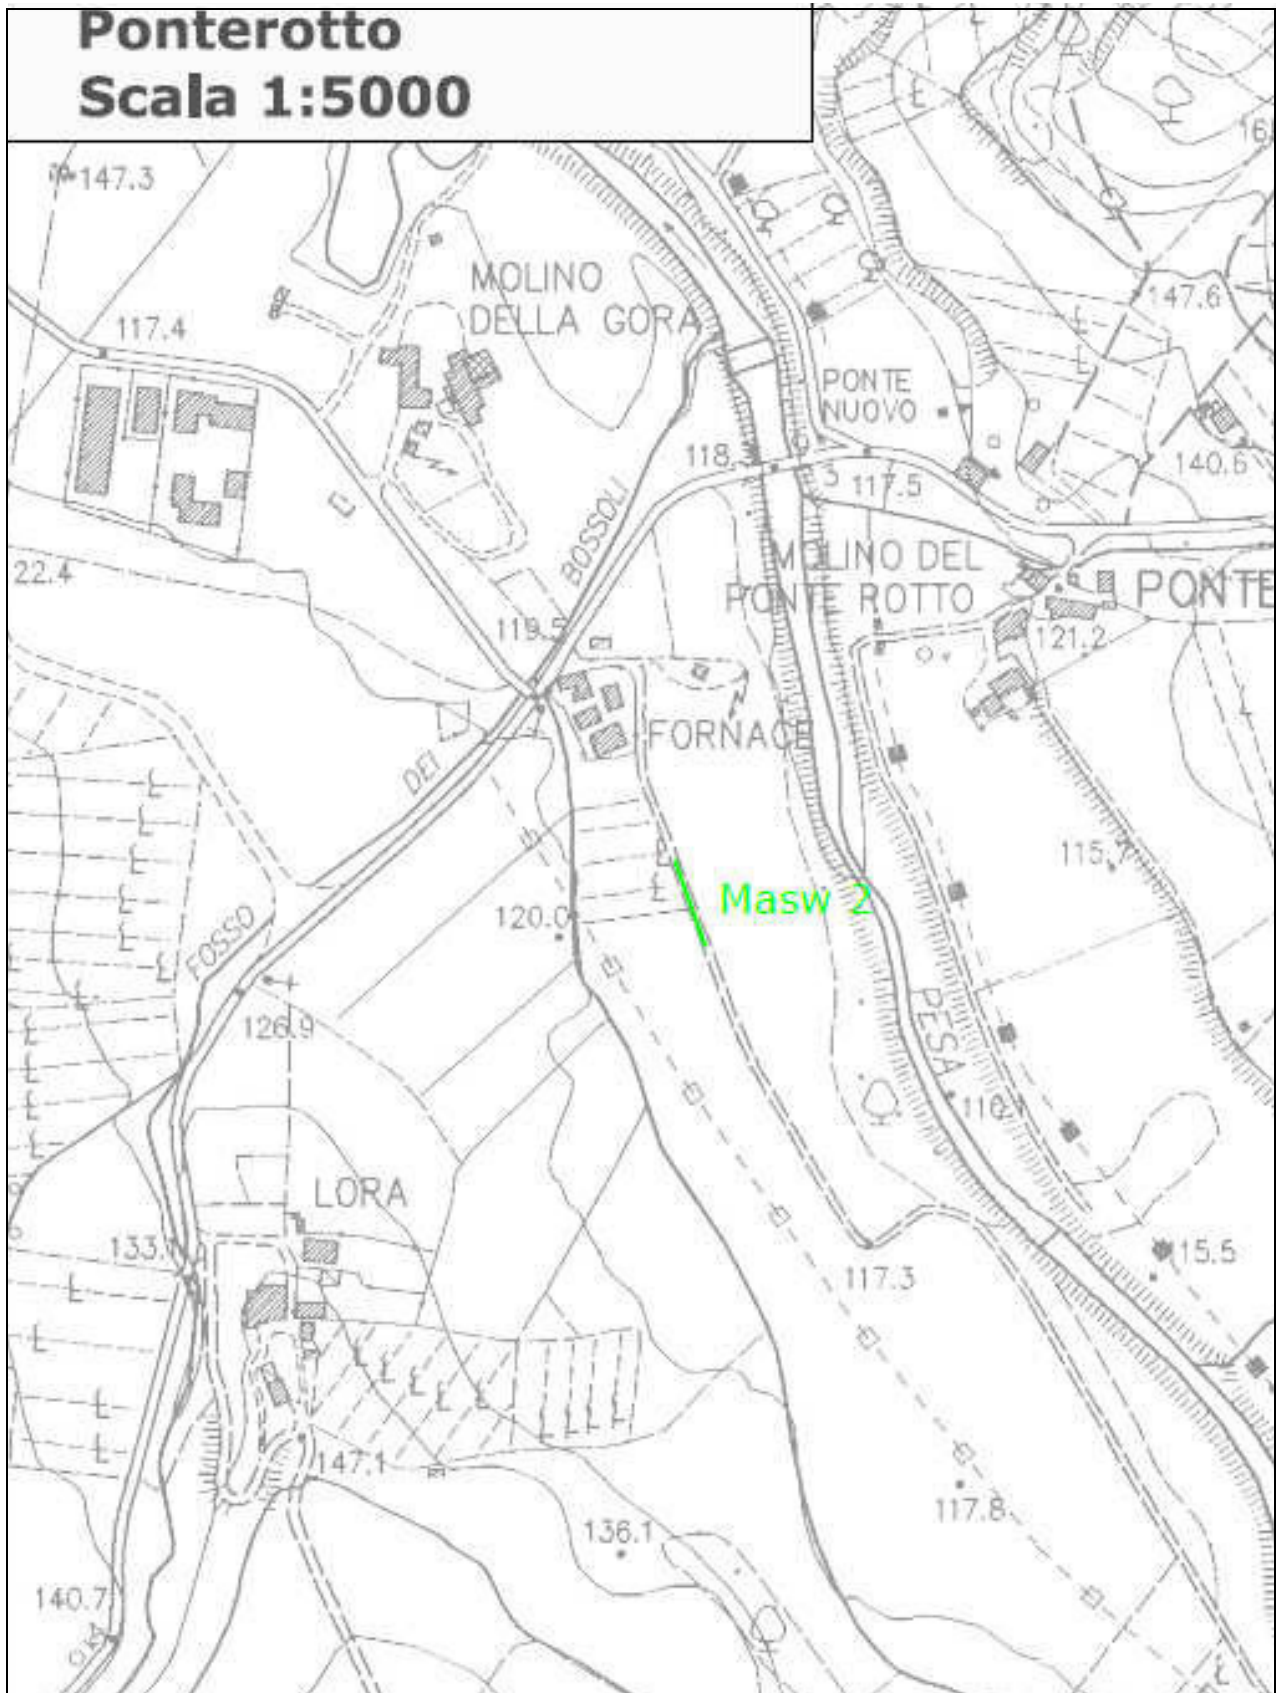 Ponterotto
Scala 1:5000
147.3
MOLINO
DELLA GORA
147.6
117.4
PONTE
NUOVO
118.
3
117.5
140.6
BOSSOLI
MOLINO DEL
PONTE ROTTO
PONTE
22.4
119.5
121.2
FORNACE
DEI
115.7
Masw 2
120.0
FOSSO
PESA
126.9
LORA
133.
117.3
15.5
147.1
117.8
136.1
140.7